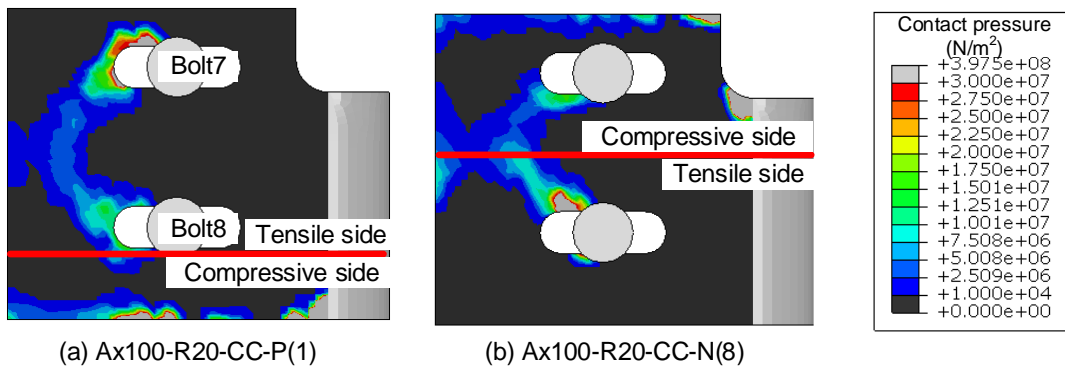 Bolt7
Bolt8
Tensile side
Compressive side
(a) Ax100-R20-CC-P(1)
Compressive side
Tensile side
(b) Ax100-R20-CC-N(8)
Contact pressure
(N/m²)
+3.975e+08
+3.000e+07
+2.750e+07
+2.500e+07
+2.250e+07
+2.000e+07
+1.750e+07
+1.501e+07
+1.251e+07
+1.001e+07
+7.508e+06
+5.009e+06
+2.509e+06
+1.000e+04
+0.000e+00